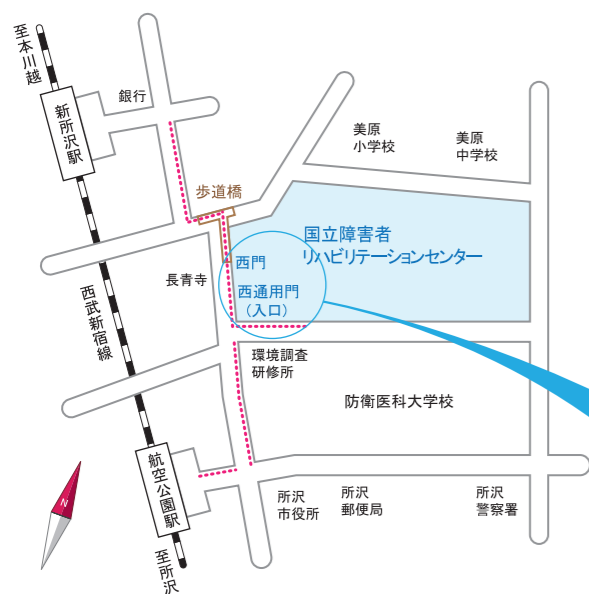 至本川越
新所沢駅
銀行
美原
小学校
美原
中学校
歩道橋
国立障害者
リハビリテーションセンター
西門
長青寺
西通用門
(入口)
西武新宿線
環境調査
研修所
防衛医科大学校
航空公園駅
所沢
市役所
所沢
郵便局
所沢
警察署
N
至所沢